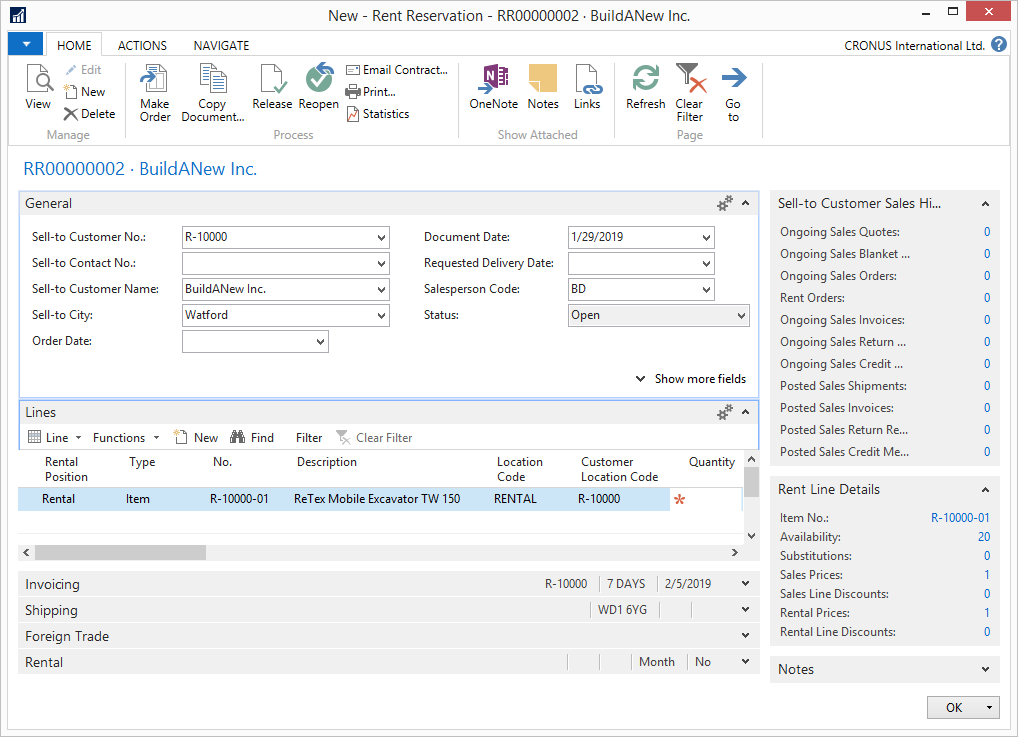 New - Rent Reservation - RR00000002 · BuildANew Inc.
HOME ACTIONS NAVIGATE
CRONUS International Ltd. ?
View
Edit
New
Delete
Manage
Make Order
Copy Document...
Release
Reopen
Email Contract...
Print...
Statistics
Process
OneNote
Notes
Links
Show Attached
Refresh
Clear Filter
Go to
Page
RR00000002 · BuildANew Inc.
General
Sell-to Customer No.: R-10000
Sell-to Contact No.:
Sell-to Customer Name: BuildANew Inc.
Sell-to City: Watford
Order Date:
Document Date: 1/29/2019
Requested Delivery Date:
Salesperson Code: BD
Status: Open
Show more fields
Lines
Line Functions New Find Filter Clear Filter
Rental Position Type No. Description Location Code Customer Location Code Quantity
Rental Item R-10000-01 ReTex Mobile Excavator TW 150 RENTAL R-10000 *
Invoicing R-10000 7 DAYS 2/5/2019
Shipping WD1 6YG
Foreign Trade
Rental Month No
Sell-to Customer Sales Hi...
Ongoing Sales Quotes: 0
Ongoing Sales Blanket ... 0
Ongoing Sales Orders: 0
Rent Orders: 0
Ongoing Sales Invoices: 0
Ongoing Sales Return ... 0
Ongoing Sales Credit ... 0
Posted Sales Shipments: 0
Posted Sales Invoices: 0
Posted Sales Return Re... 0
Posted Sales Credit Me... 0
Rent Line Details
Item No.: R-10000-01
Availability: 20
Substitutions: 0
Sales Prices: 1
Sales Line Discounts: 0
Rental Prices: 1
Rental Line Discounts: 0
Notes
OK